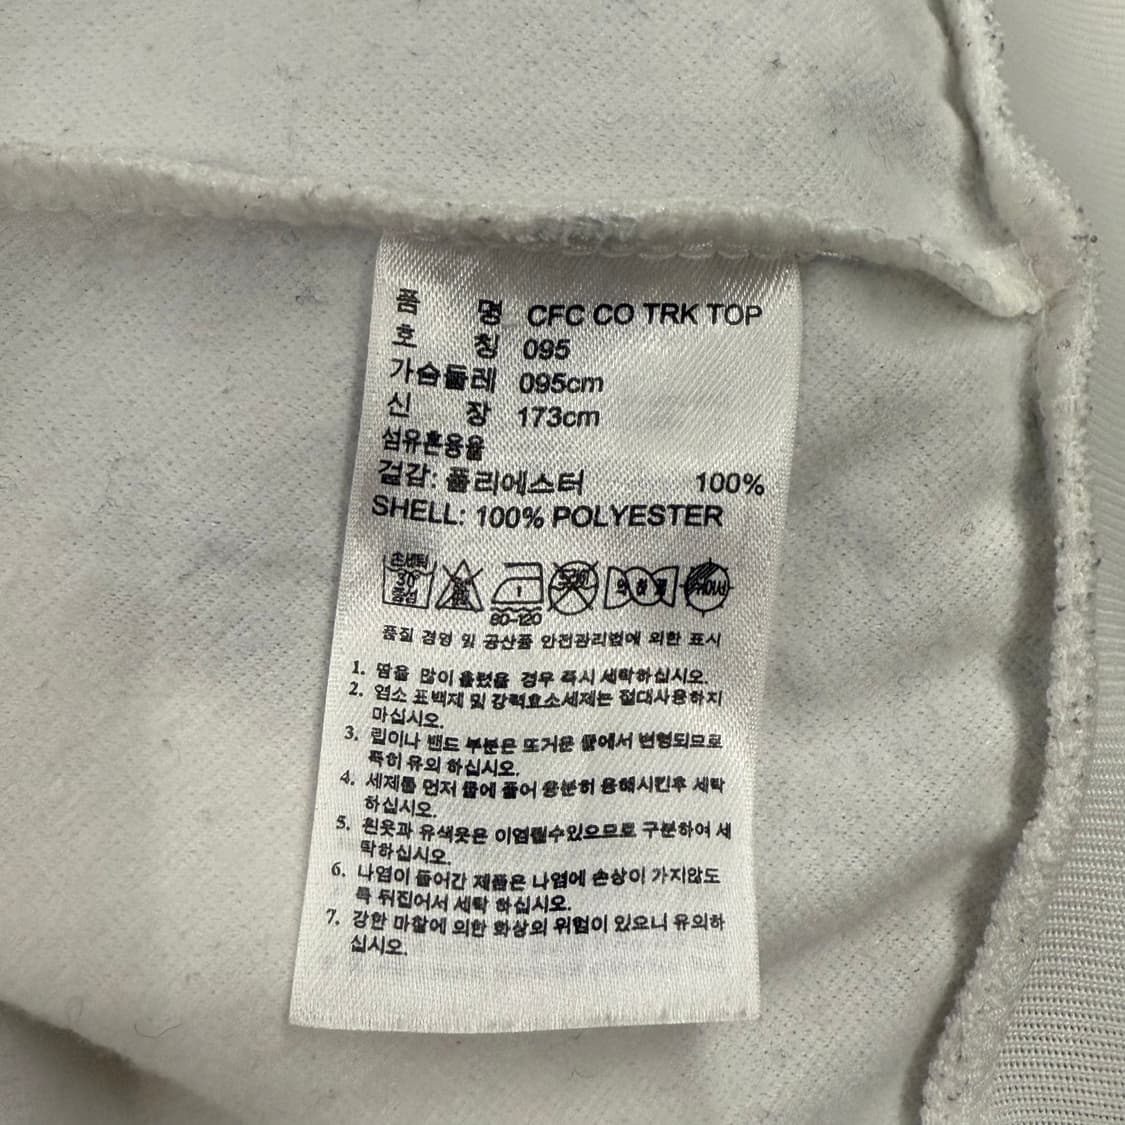 품 명 CFC CO TRK TOP
호 칭 095
가슴둘레 095cm
신 장 173cm
섬유혼용율
겉감: 폴리에스터 100%
SHELL: 100% POLYESTER
손세탁
30°
중성
1
80-120
품질 경영 및 공산품 안전관리법에 의한 표시
1. 땀을 많이 흘렸을 경우 즉시 세탁하십시오.
2. 염소 표백제 및 강력효소세제는 절대사용하지
마십시오.
3. 립이나 밴드 부분은 뜨거운 물에서 변형되므로
특히 유의 하십시오.
4. 세제를 먼저 물에 풀어 충분히 용해시킨후 세탁
하십시오.
5. 흰옷과 유색옷은 이염될수있으므로 구분하여 세
탁하십시오.
6. 나염이 들어간 제품은 나염에 손상이 가지않도
록 뒤집어서 세탁 하십시오.
7. 강한 마찰에 의한 화상의 위험이 있으니 유의하
십시오.